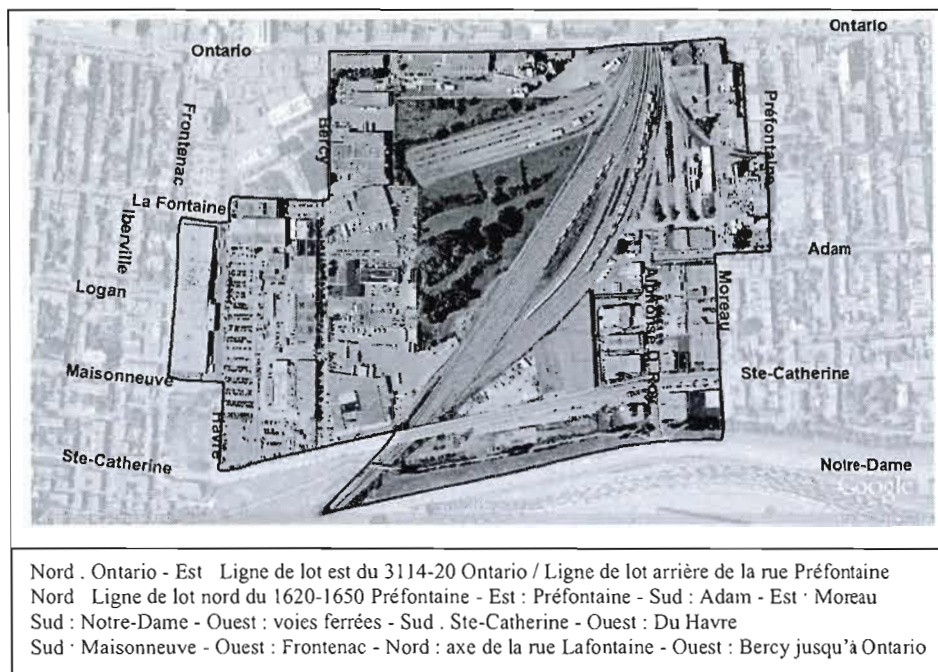 Ontario
Ontario
Frontenac
Bercy
Préfontaine
La Fontaine
Iberville
Adam
Logan
Moreau
Alphonse D. Roy
Maisonneuve
Ste-Catherine
Havre
Ste-Catherine
Notre-Dame
Google
Nord . Ontario - Est Ligne de lot est du 3114-20 Ontario / Ligne de lot arrière de la rue Préfontaine
Nord Ligne de lot nord du 1620-1650 Préfontaine - Est : Préfontaine - Sud : Adam - Est · Moreau
Sud : Notre-Dame - Ouest : voies ferrées - Sud . Ste-Catherine - Ouest : Du Havre
Sud · Maisonneuve - Ouest : Frontenac - Nord : axe de la rue Lafontaine - Ouest : Bercy jusqu'à Ontario